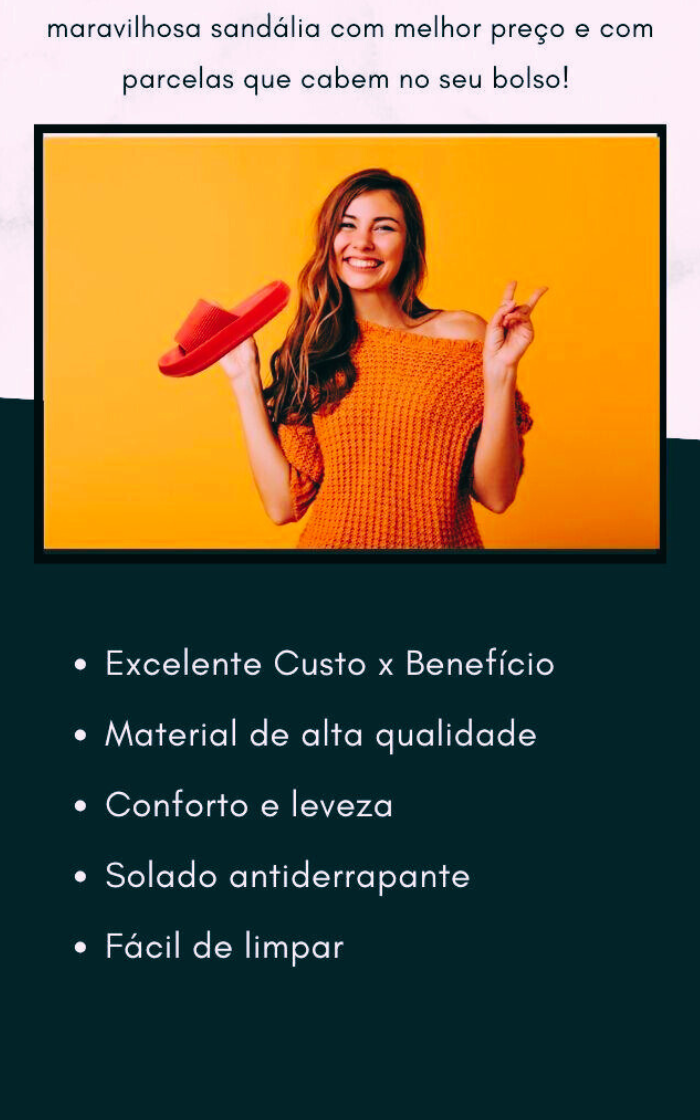 maravilhosa sandália com melhor preço e com
parcelas que cabem no seu bolso!
• Excelente Custo x Benefício
• Material de alta qualidade
• Conforto e leveza
• Solado antiderrapante
• Fácil de limpar